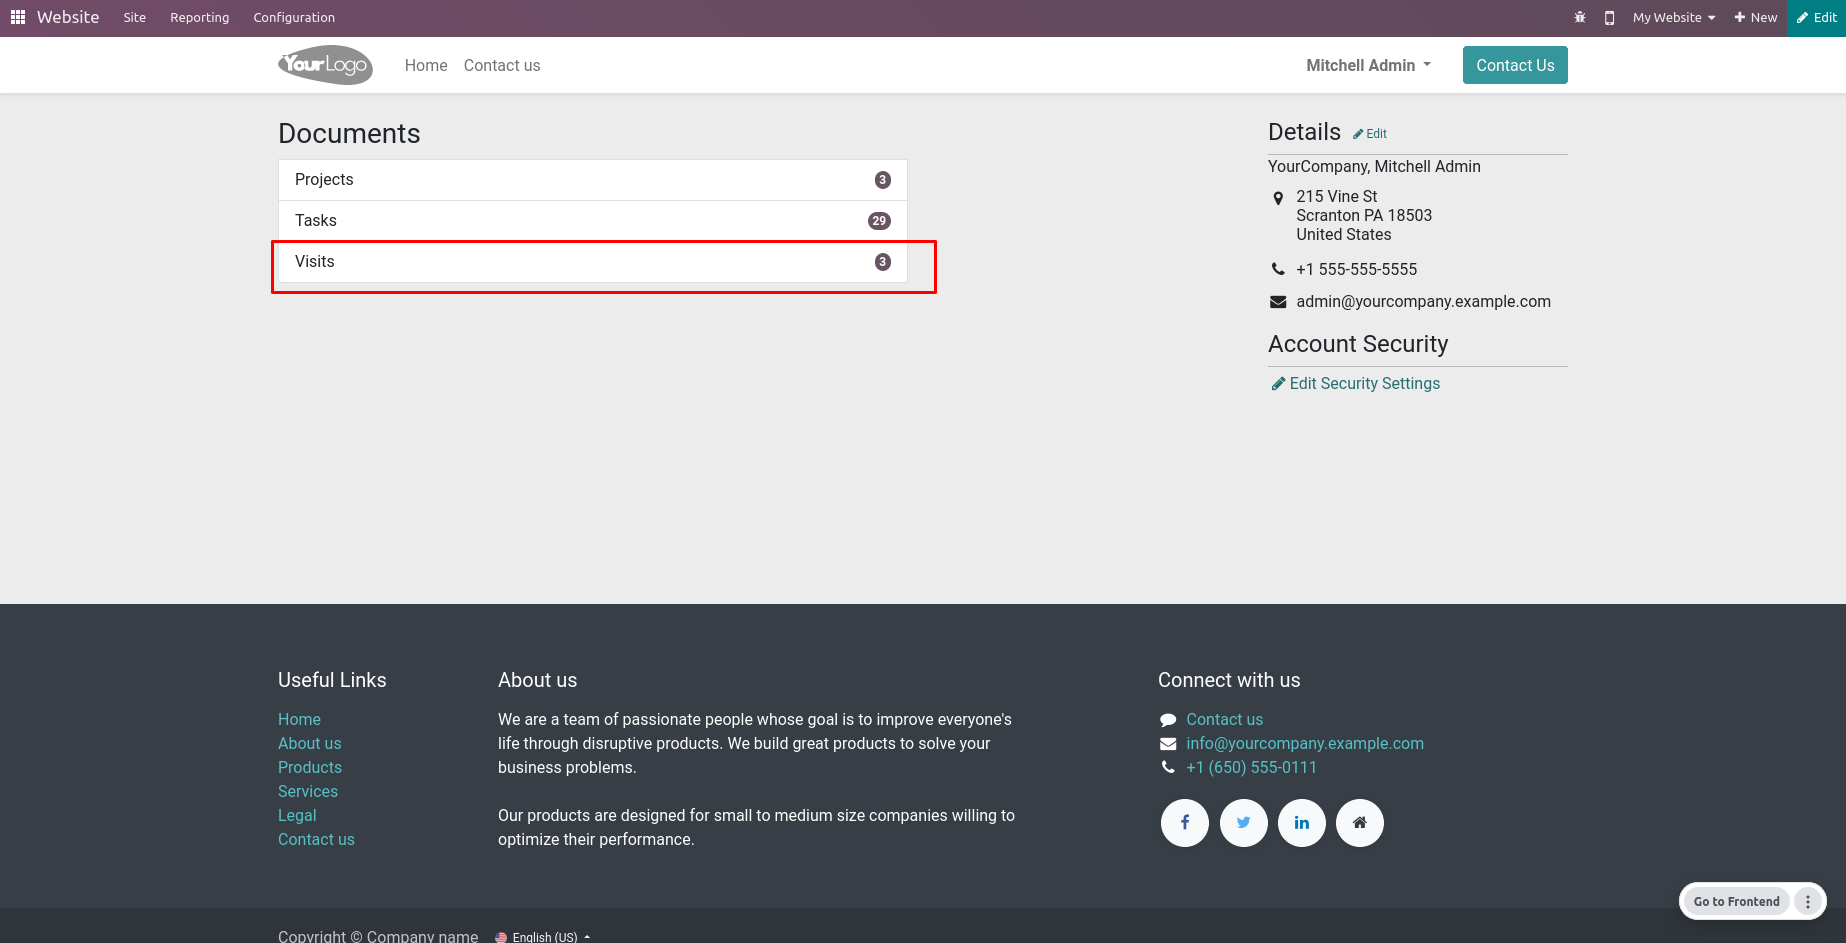 Website Site Reporting Configuration My Website New Edit
YourLogo Home Contact us Mitchell Admin Contact Us
Documents
Projects 3
Tasks 29
Visits 3
Details Edit
YourCompany, Mitchell Admin
215 Vine St
Scranton PA 18503
United States
+1 555-555-5555
admin@yourcompany.example.com
Account Security
Edit Security Settings
Useful Links
Home
About us
Products
Services
Legal
Contact us
About us
We are a team of passionate people whose goal is to improve everyone's
life through disruptive products. We build great products to solve your
business problems.
Our products are designed for small to medium size companies willing to
optimize their performance.
Connect with us
Contact us
info@yourcompany.example.com
+1 (650) 555-0111
f
in
Go to Frontend
Copyright © Company name English (US)